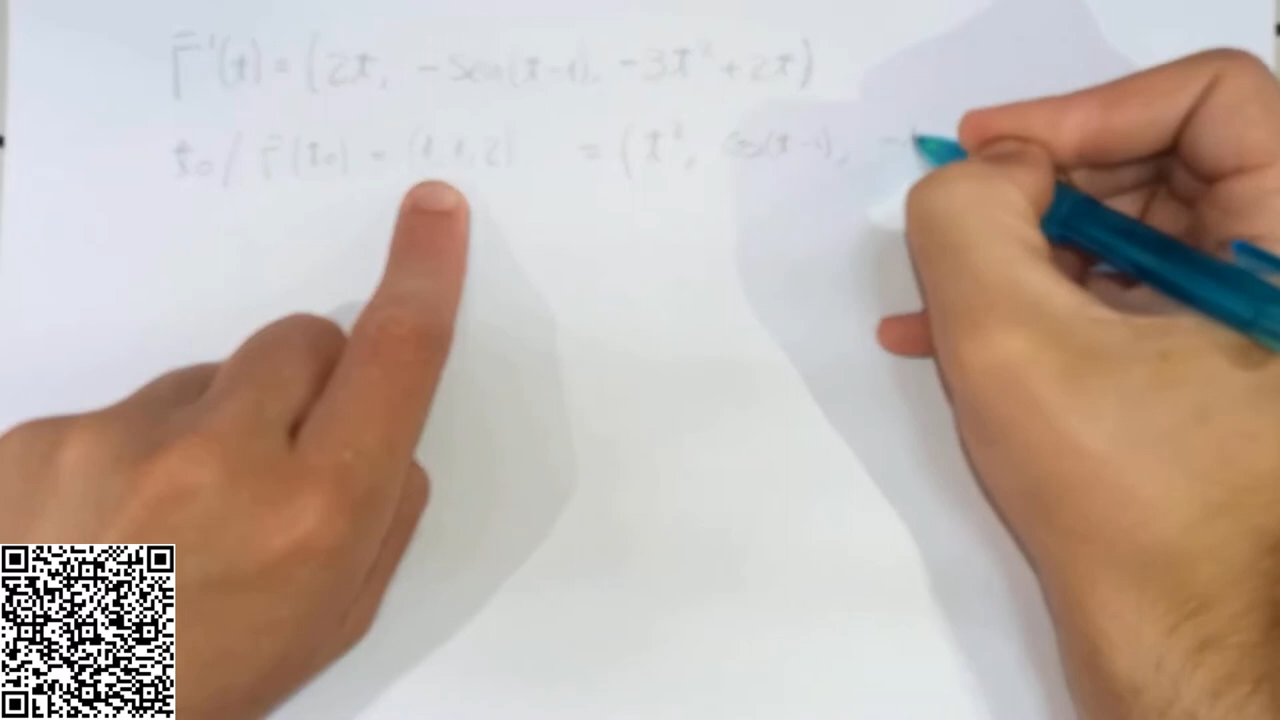 r̄'(t) = (2t, -sen(t-1), -3t² + 2t)
t₀ / r̄(t₀) = (1, 1, 2) = (t², cos(t-1), -